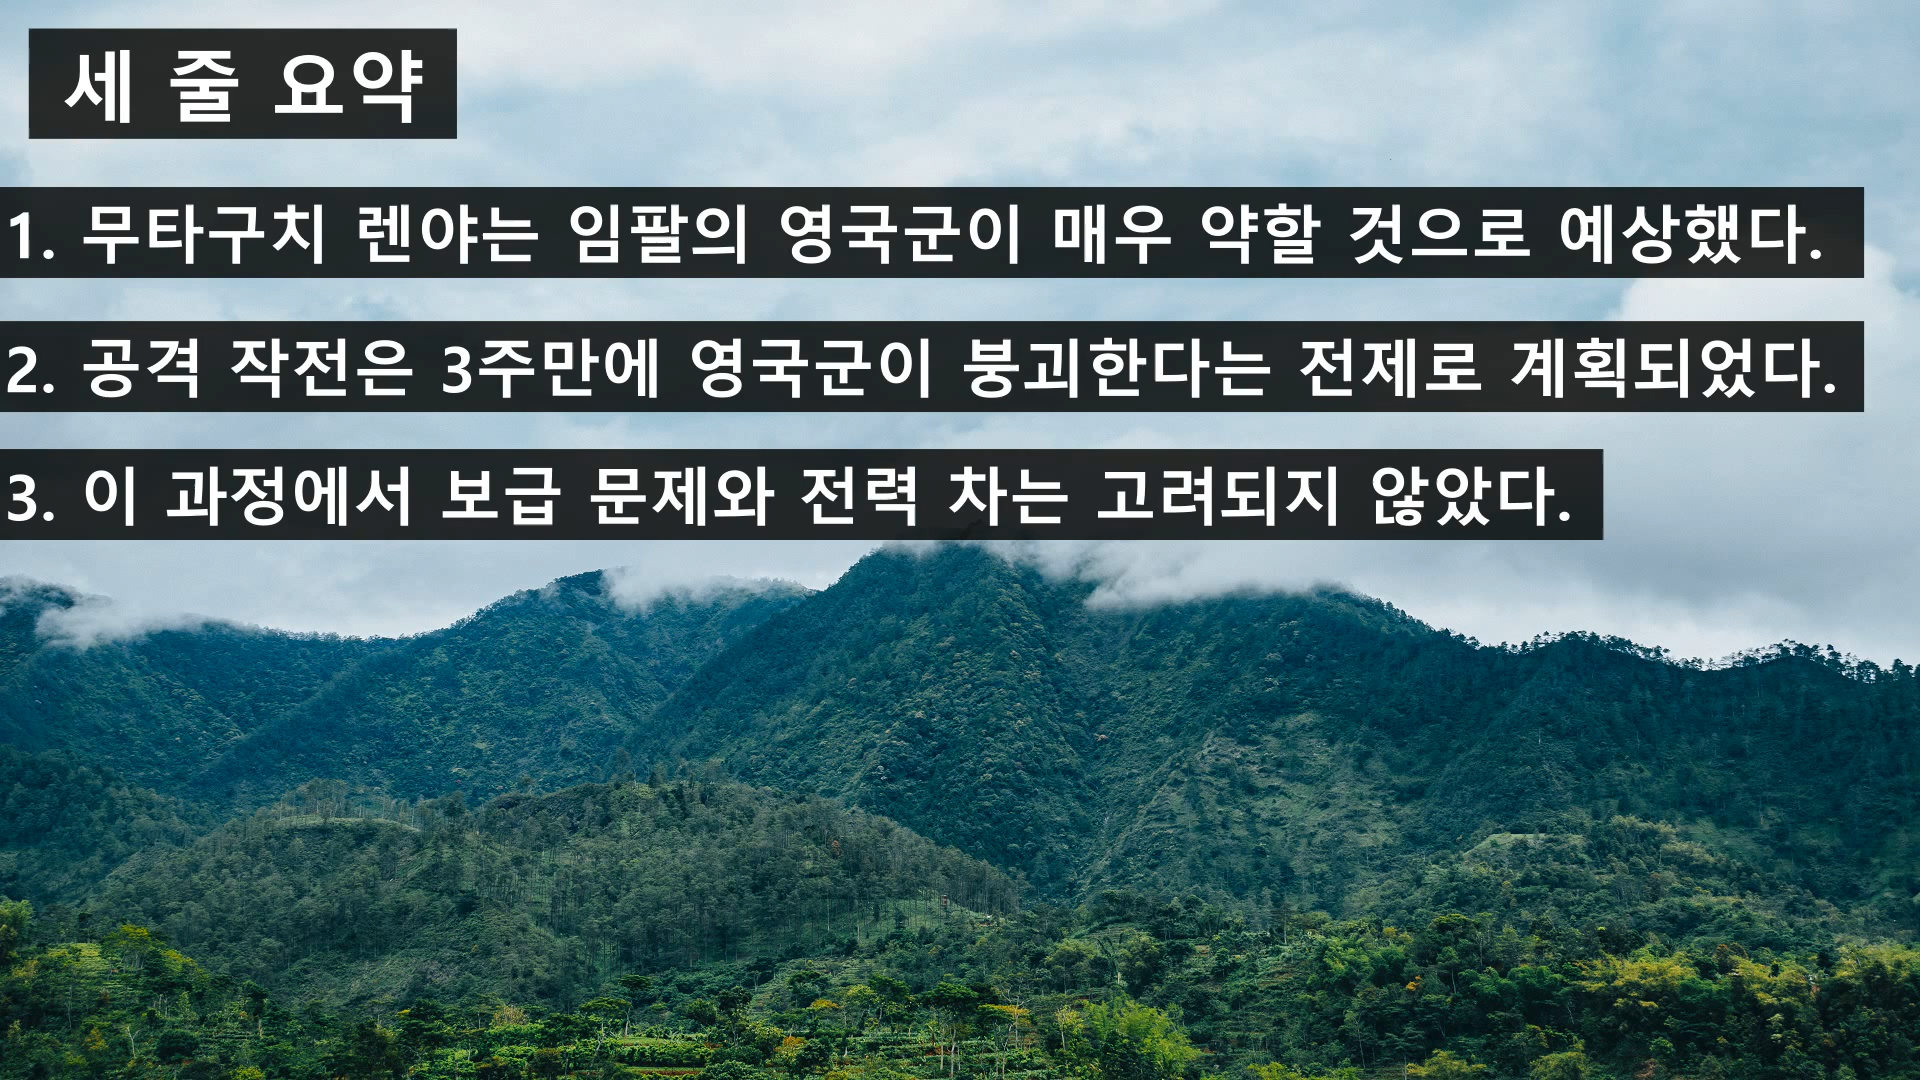 세 줄 요약
1. 무타구치 렌야는 임팔의 영국군이 매우 약할 것으로 예상했다.
2. 공격 작전은 3주만에 영국군이 붕괴한다는 전제로 계획되었다.
3. 이 과정에서 보급 문제와 전력 차는 고려되지 않았다.